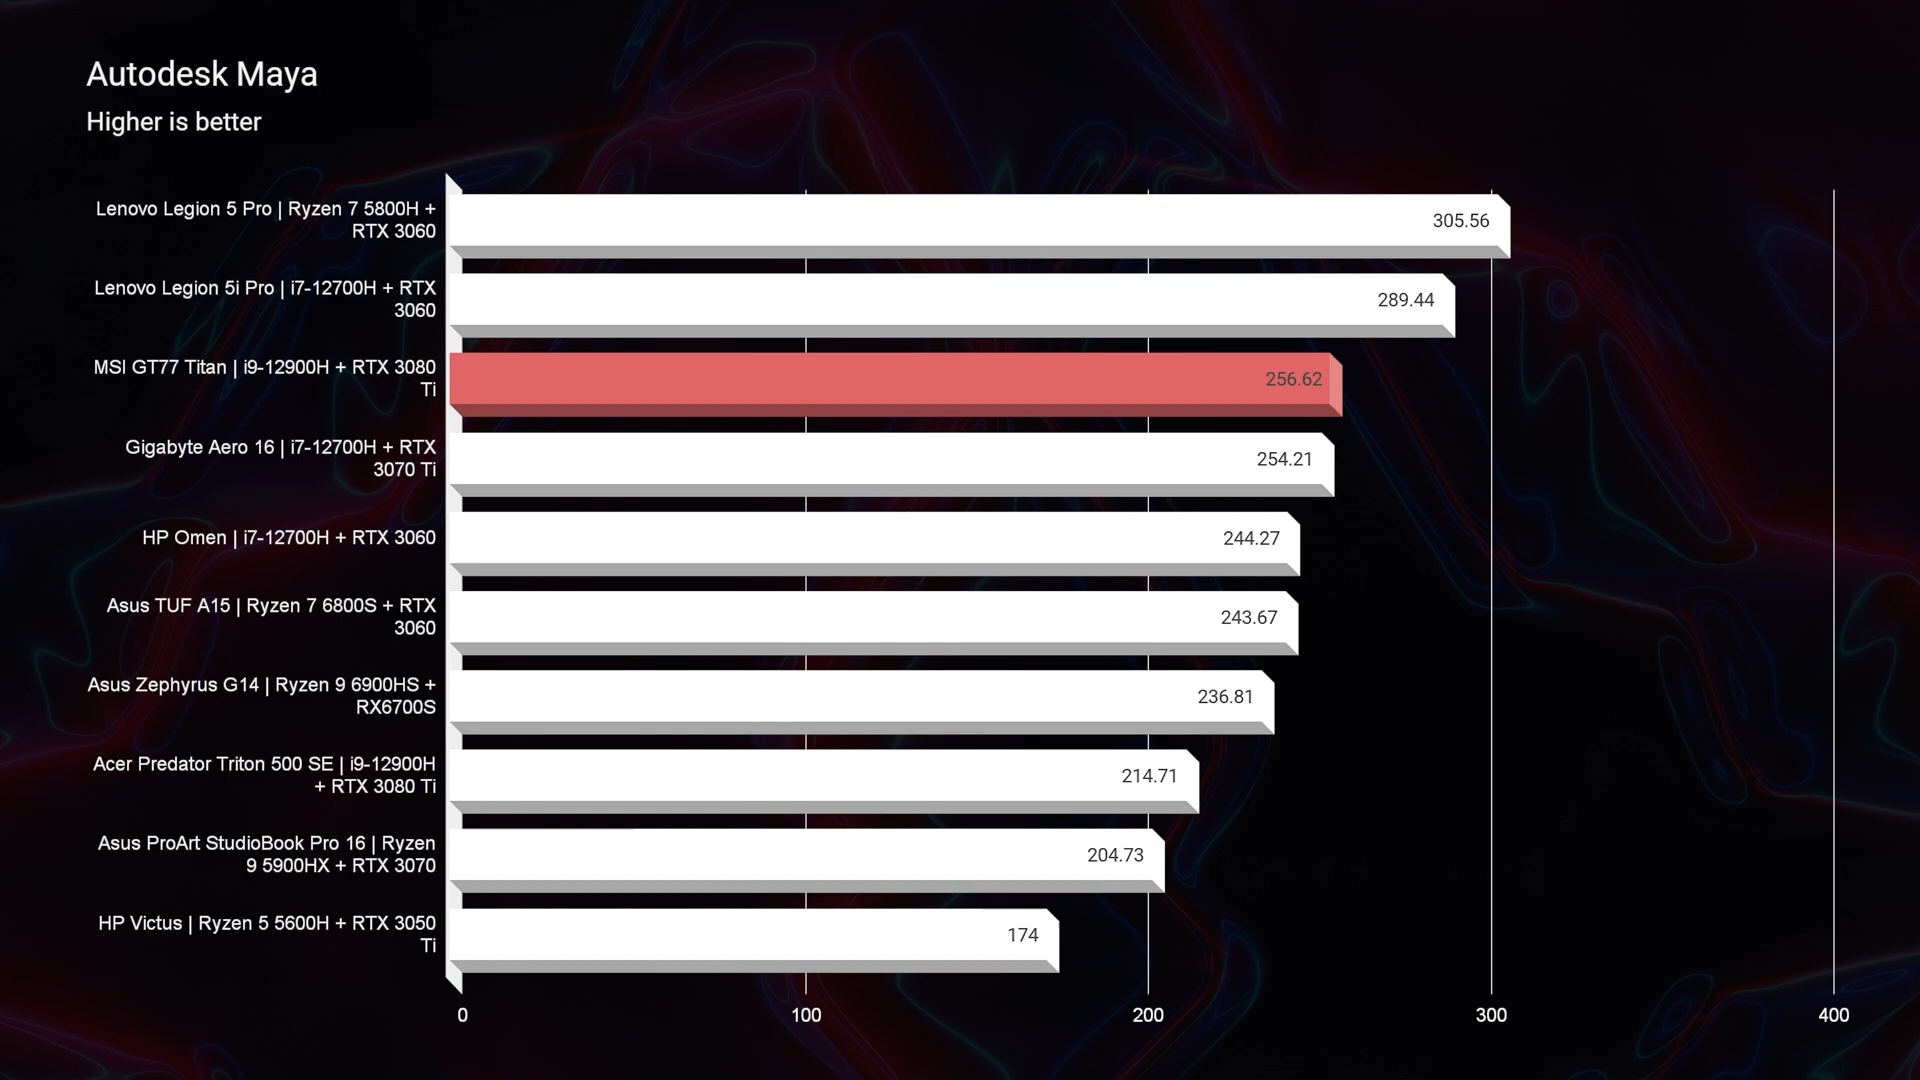 Autodesk Maya
Higher is better
Lenovo Legion 5 Pro | Ryzen 7 5800H +
RTX 3060
305.56
Lenovo Legion 5i Pro | i7-12700H + RTX
3060
289.44
MSI GT77 Titan | i9-12900H + RTX 3080
Ti
256.62
Gigabyte Aero 16 | i7-12700H + RTX
3070 Ti
254.21
HP Omen | i7-12700H + RTX 3060
244.27
Asus TUF A15 | Ryzen 7 6800S + RTX
3060
243.67
Asus Zephyrus G14 | Ryzen 9 6900HS +
RX6700S
236.81
Acer Predator Triton 500 SE | i9-12900H
+ RTX 3080 Ti
214.71
Asus ProArt StudioBook Pro 16 | Ryzen
9 5900HX + RTX 3070
204.73
HP Victus | Ryzen 5 5600H + RTX 3050
Ti
174
0 100 200 300 400